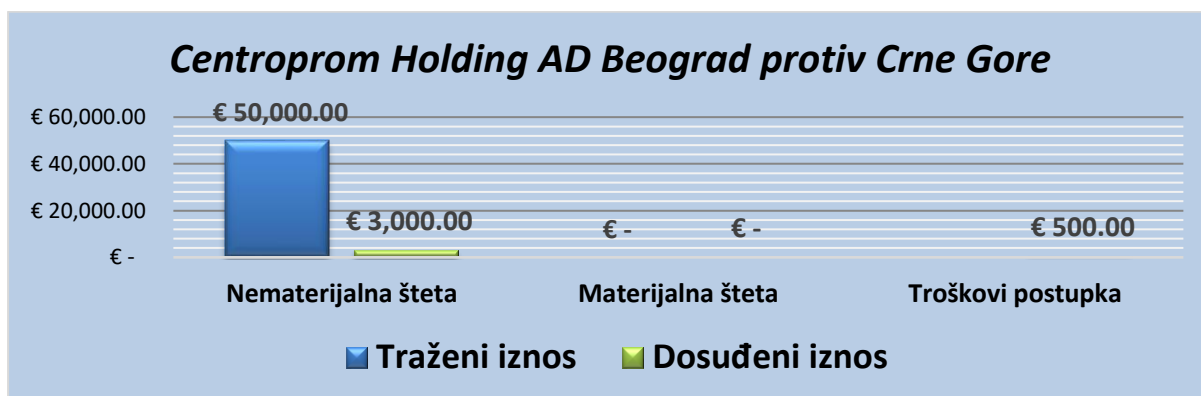 Centroprom Holding AD Beograd protiv Crne Gore
€ 60,000.00
€ 40,000.00
€ 20,000.00
€ -
€ 50,000.00
€ 3,000.00
€ -
€ -
€ 500.00
Nematerijalna šteta
Materijalna šteta
Troškovi postupka
Traženi iznos
Dosuđeni iznos